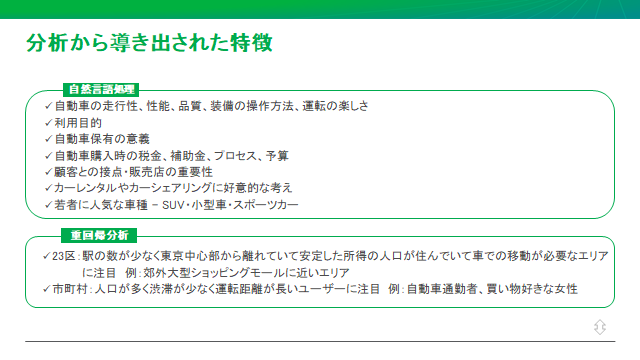 分析から導き出された特徴
自然言語処理
✓自動車の走行性、性能、品質、装備の操作方法、運転の楽しさ
✓利用目的
✓自動車保有の意義
✓自動車購入時の税金、補助金、プロセス、予算
✓顧客との接点・販売店の重要性
✓カーレンタルやカーシェアリングに好意的な考え
✓若者に人気な車種 – SUV・小型車・スポーツカー
重回帰分析
✓23区：駅の数が少なく東京中心部から離れていて安定した所得の人口が住んでいて車での移動が必要なエリア
に注目　例：郊外大型ショッピングモールに近いエリア
✓市町村：人口が多く渋滞が少なく運転距離が長いユーザーに注目　例：自動車通勤者、買い物好きな女性